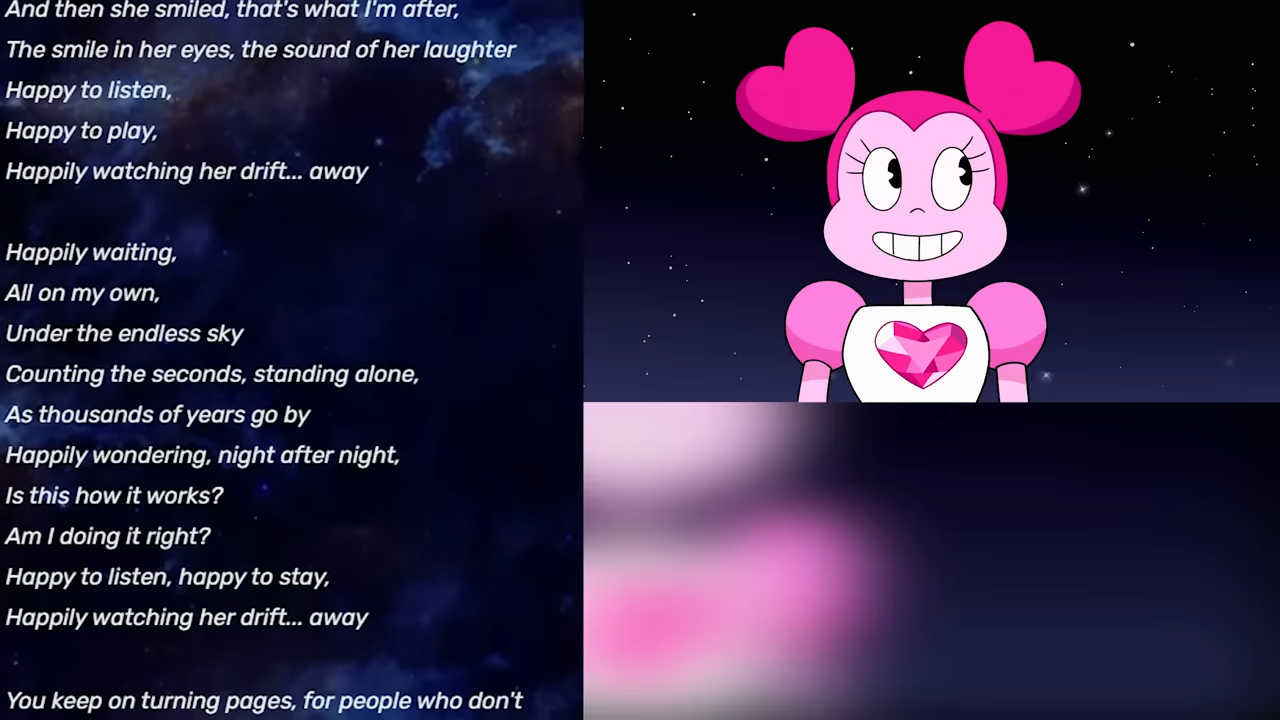 And then she smiled, that's what I'm after,
The smile in her eyes, the sound of her laughter
Happy to listen,
Happy to play,
Happily watching her drift... away
Happily waiting,
All on my own,
Under the endless sky
Counting the seconds, standing alone,
As thousands of years go by
Happily wondering, night after night,
Is this how it works?
Am I doing it right?
Happy to listen, happy to stay,
Happily watching her drift... away
You keep on turning pages, for people who don't